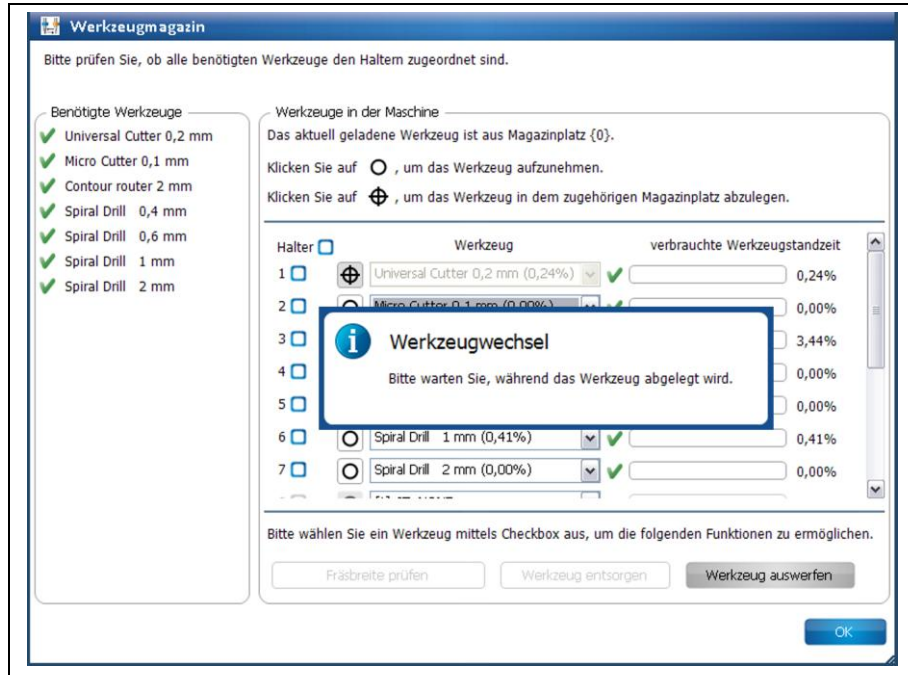 Werkzeugmagazin
Bitte prüfen Sie, ob alle benötigten Werkzeuge den Haltern zugeordnet sind.
Benötigte Werkzeuge
Universal Cutter 0,2 mm
Micro Cutter 0,1 mm
Contour router 2 mm
Spiral Drill 0,4 mm
Spiral Drill 0,6 mm
Spiral Drill 1 mm
Spiral Drill 2 mm
Werkzeuge in der Maschine
Das aktuell geladene Werkzeug ist aus Magazinplatz {0}.
Klicken Sie auf , um das Werkzeug aufzunehmen.
Klicken Sie auf , um das Werkzeug in dem zugehörigen Magazinplatz abzulegen.
Halter Werkzeug verbrauchte Werkzeugstandzeit
1 Universal Cutter 0,2 mm (0,24%) 0,24%
2 Micro Cutter 0,1 mm (0,00%) 0,00%
3 3,44%
4 0,00%
5 0,00%
6 Spiral Drill 1 mm (0,41%) 0,41%
7 Spiral Drill 2 mm (0,00%) 0,00%
Werkzeugwechsel
Bitte warten Sie, während das Werkzeug abgelegt wird.
Bitte wählen Sie ein Werkzeug mittels Checkbox aus, um die folgenden Funktionen zu ermöglichen.
Fräsbreite prüfen Werkzeug entsorgen Werkzeug auswerfen
OK